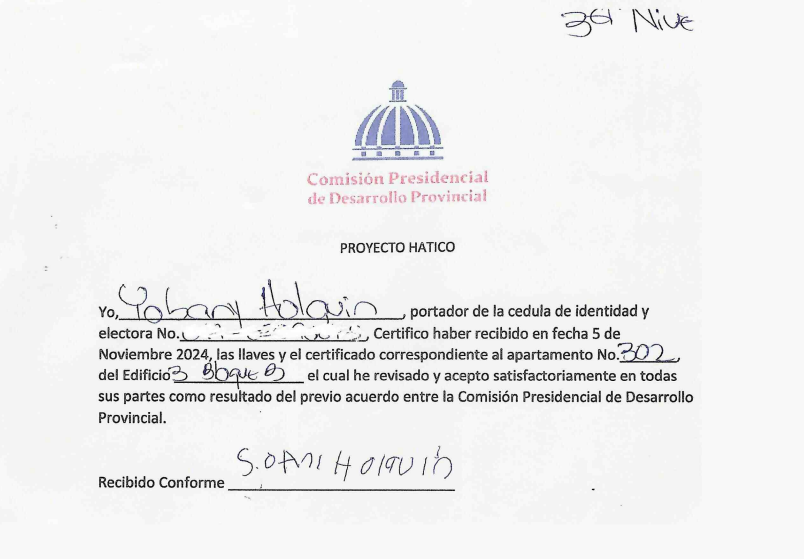 3er Nive
Comisión Presidencial
de Desarrollo Provincial
PROYECTO HATICO
Yo, Yobany Holguin, portador de la cedula de identidad y
electora No. , Certifico haber recibido en fecha 5 de
Noviembre 2024, las llaves y el certificado correspondiente al apartamento No. 302,
del Edificio 3 Bloque B el cual he revisado y acepto satisfactoriamente en todas
sus partes como resultado del previo acuerdo entre la Comisión Presidencial de Desarrollo
Provincial.
Recibido Conforme Holguin